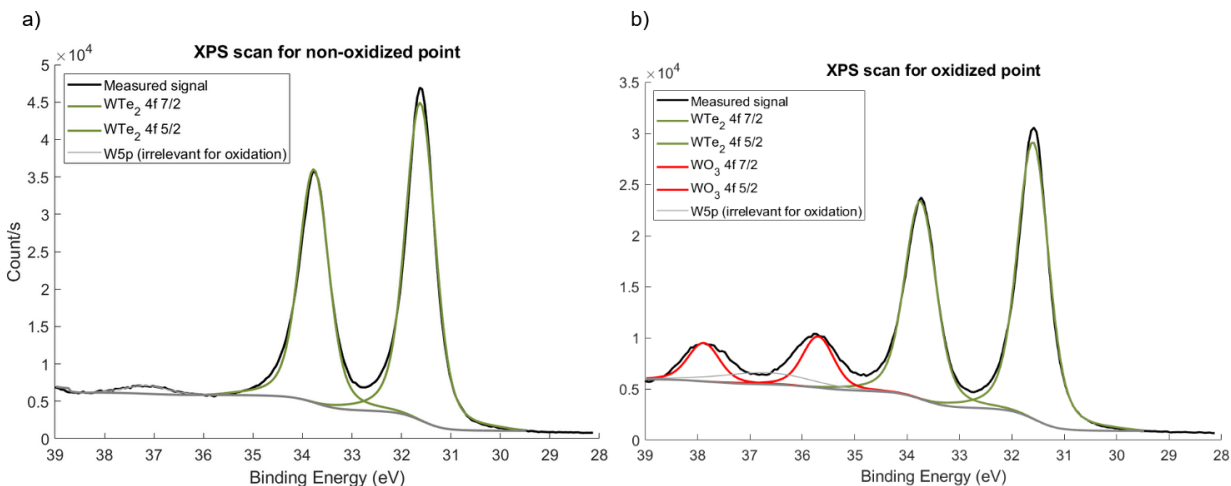 a)
XPS scan for non-oxidized point
×10⁴
Measured signal
WTe₂ 4f 7/2
WTe₂ 4f 5/2
W5p (irrelevant for oxidation)
5
4.5
4
3.5
3
2.5
2
1.5
1
0.5
0
Count/s
39 38 37 36 35 34 33 32 31 30 29 28
Binding Energy (eV)
b)
XPS scan for oxidized point
×10⁴
Measured signal
WTe₂ 4f 7/2
WTe₂ 4f 5/2
WO₃ 4f 7/2
WO₃ 4f 5/2
W5p (irrelevant for oxidation)
3.5
3
2.5
2
1.5
1
0.5
0
39 38 37 36 35 34 33 32 31 30 29 28
Binding Energy (eV)